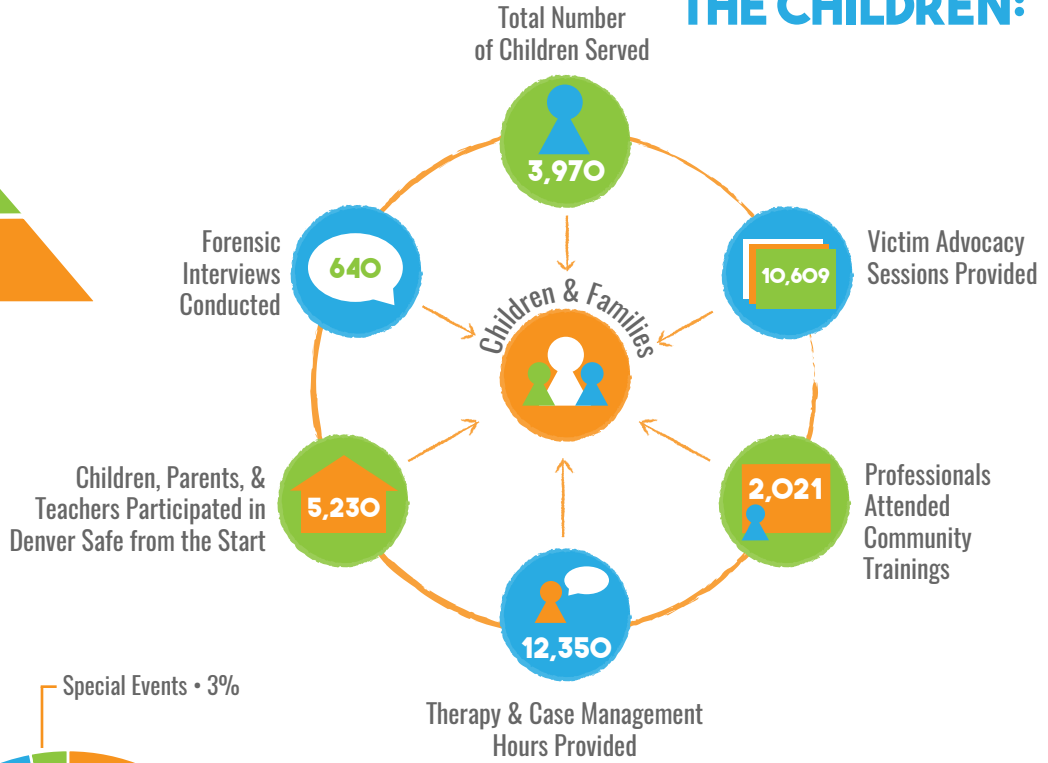 THE CHILDREN:
Total Number
of Children Served
3,970
Forensic
Interviews
Conducted
640
Victim Advocacy
Sessions Provided
10,609
Children & Families
Children, Parents, &
Teachers Participated in
Denver Safe from the Start
5,230
Professionals
Attended
Community
Trainings
2,021
12,350
Therapy & Case Management
Hours Provided
Special Events • 3%